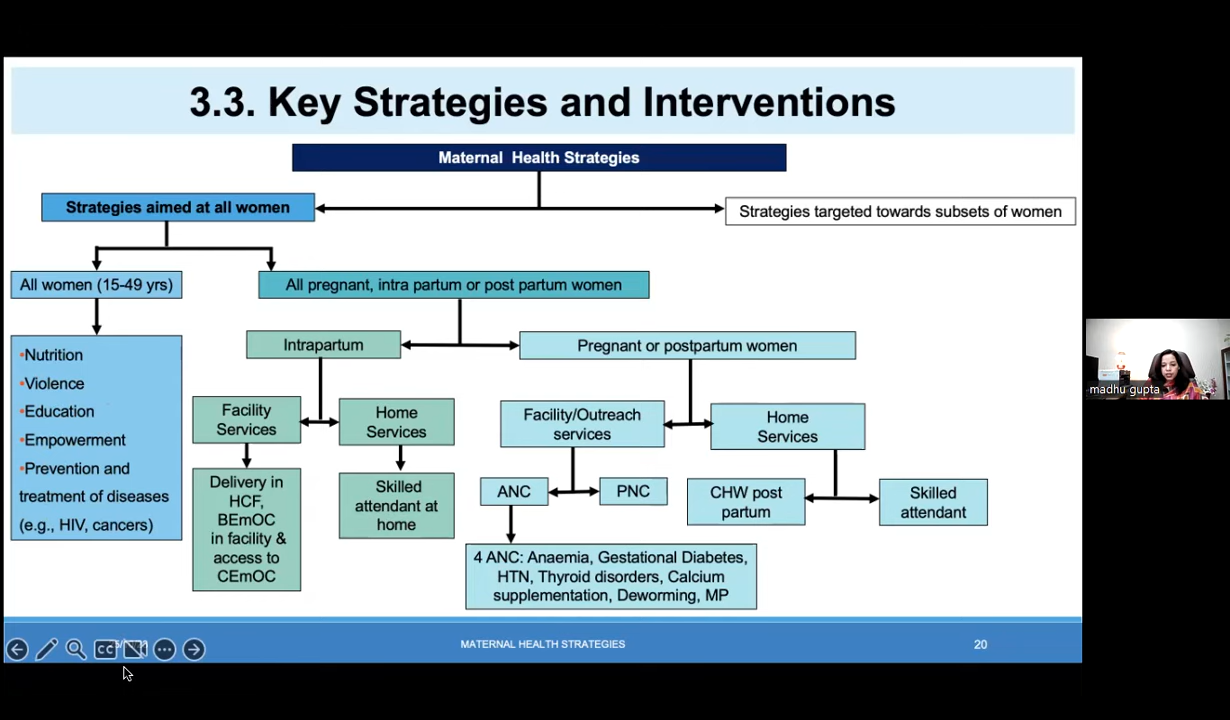 3.3. Key Strategies and Interventions
Maternal Health Strategies
Strategies aimed at all women
Strategies targeted towards subsets of women
All women (15-49 yrs)
All pregnant, intra partum or post partum women
•Nutrition
•Violence
•Education
•Empowerment
•Prevention and
treatment of diseases
(e.g., HIV, cancers)
Intrapartum
Pregnant or postpartum women
Facility
Services
Home
Services
Facility/Outreach
services
Home
Services
Delivery in
HCF,
BEmOC
in facility &
access to
CEmOC
Skilled
attendant at
home
ANC
PNC
CHW post
partum
Skilled
attendant
4 ANC: Anaemia, Gestational Diabetes,
HTN, Thyroid disorders, Calcium
supplementation, Deworming, MP
madhu gupta
CC
MATERNAL HEALTH STRATEGIES
20